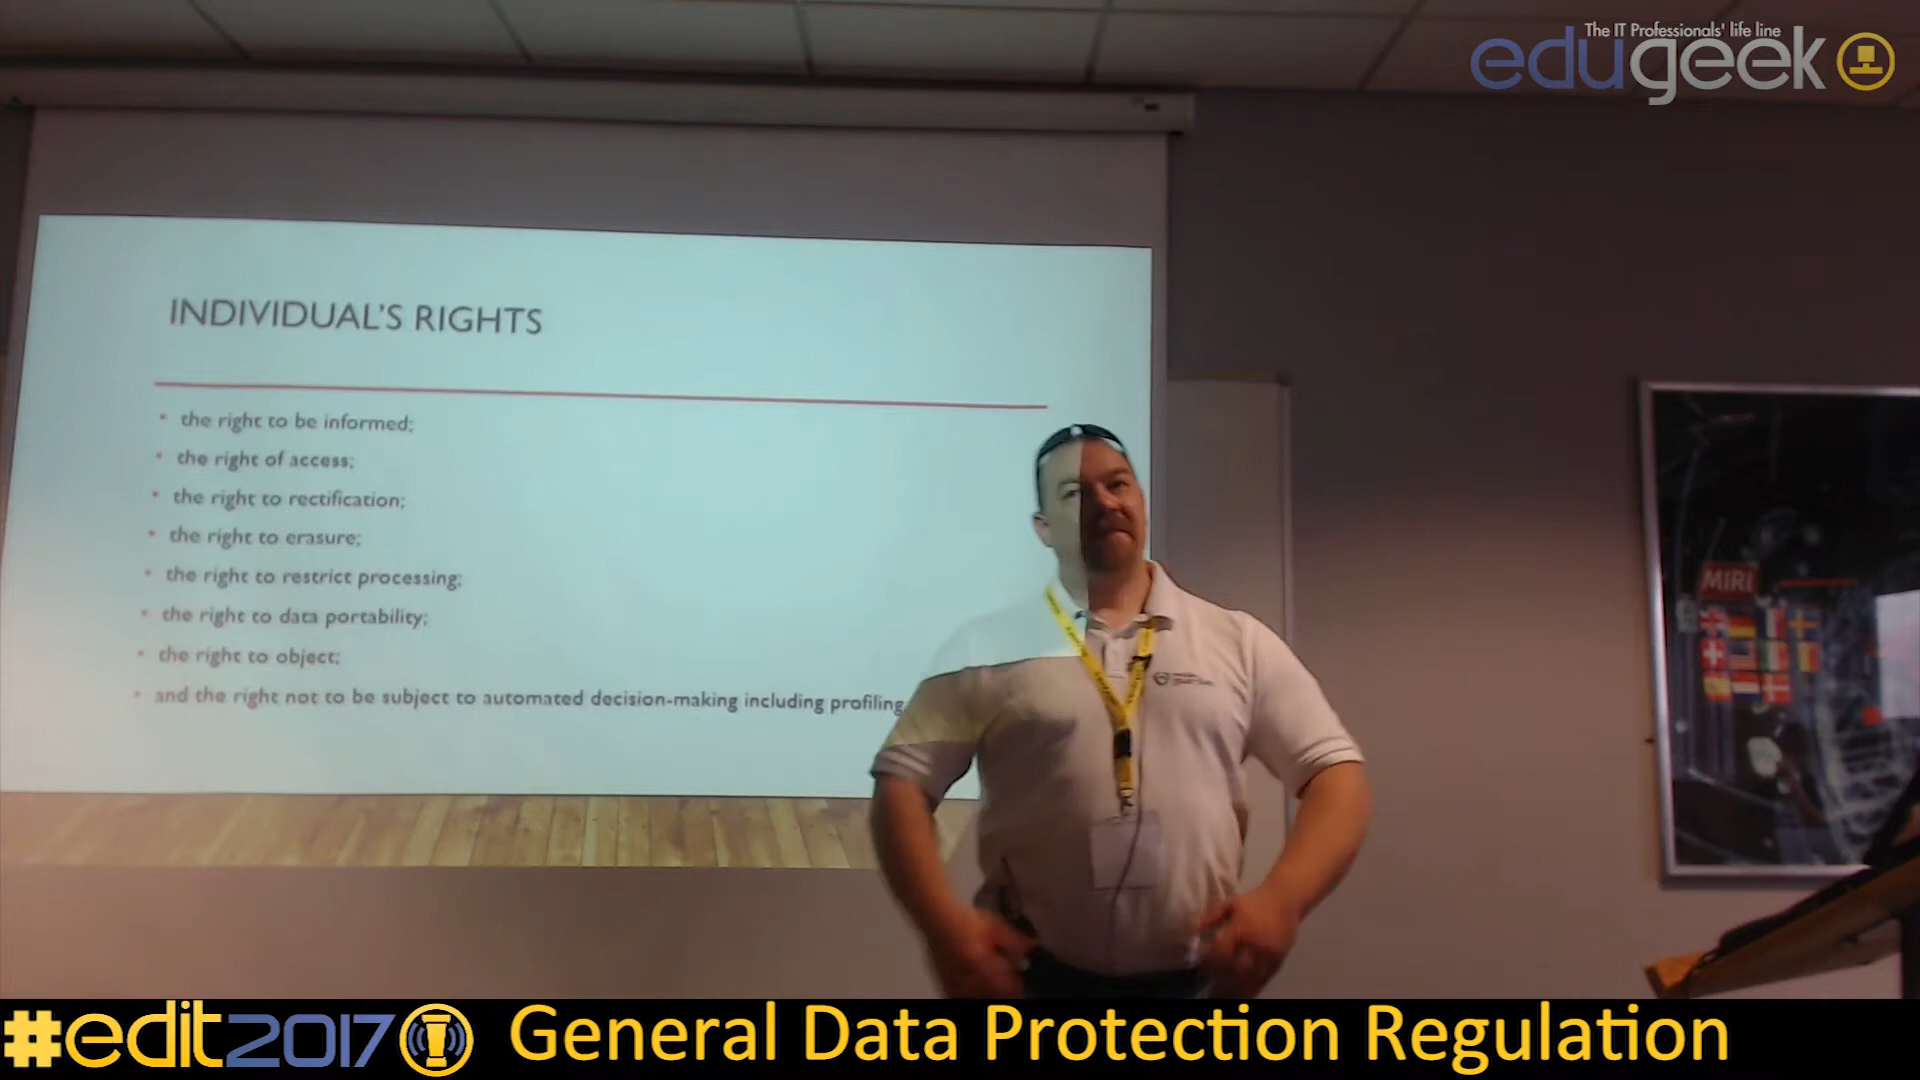 The IT Professionals' life line
edugeek
INDIVIDUAL'S RIGHTS
• the right to be informed;
• the right of access;
• the right to rectification;
• the right to erasure;
• the right to restrict processing;
• the right to data portability;
• the right to object;
• and the right not to be subject to automated decision-making including profiling
MIRI
#edit2017 General Data Protection Regulation